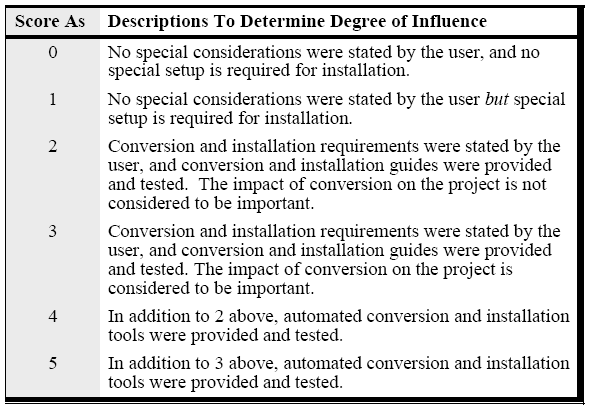 Score As Descriptions To Determine Degree of Influence
0 No special considerations were stated by the user, and no
special setup is required for installation.
1 No special considerations were stated by the user but special
setup is required for installation.
2 Conversion and installation requirements were stated by the
user, and conversion and installation guides were provided
and tested. The impact of conversion on the project is not
considered to be important.
3 Conversion and installation requirements were stated by the
user, and conversion and installation guides were provided
and tested. The impact of conversion on the project is
considered to be important.
4 In addition to 2 above, automated conversion and installation
tools were provided and tested.
5 In addition to 3 above, automated conversion and installation
tools were provided and tested.